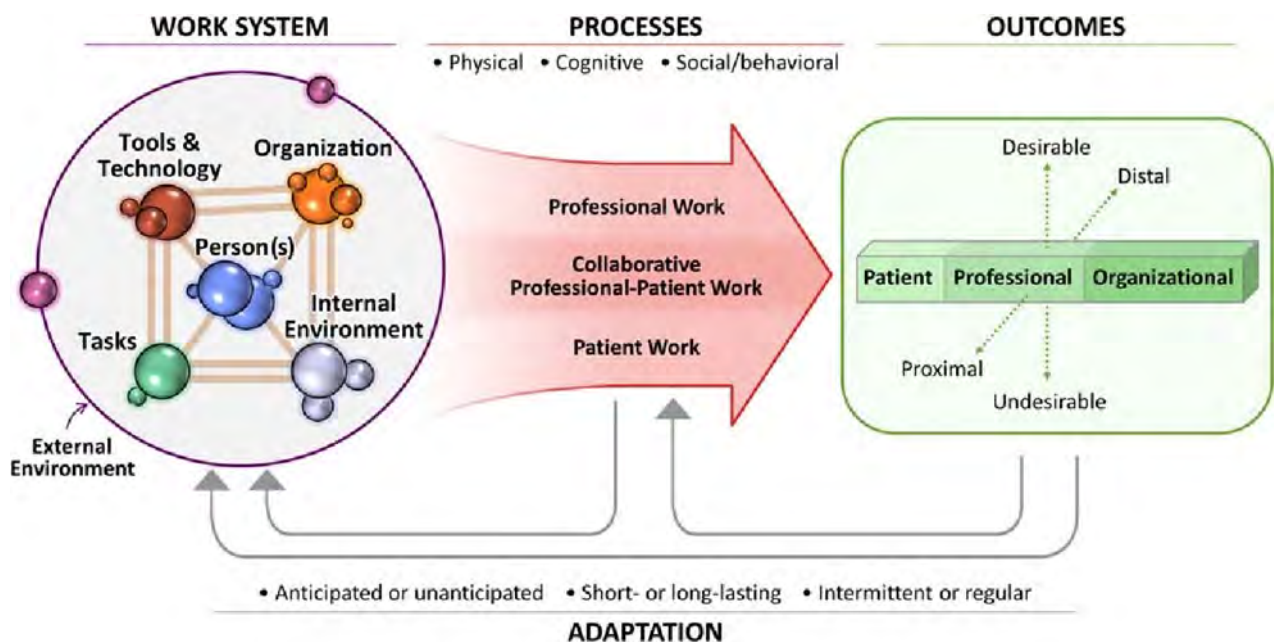 WORK SYSTEM
PROCESSES
OUTCOMES
• Physical • Cognitive • Social/behavioral
Tools &
Technology
Organization
Person(s)
Internal
Environment
Tasks
External
Environment
Professional Work
Collaborative
Professional-Patient Work
Patient Work
Desirable
Distal
Patient
Professional
Organizational
Proximal
Undesirable
• Anticipated or unanticipated • Short- or long-lasting • Intermittent or regular
ADAPTATION